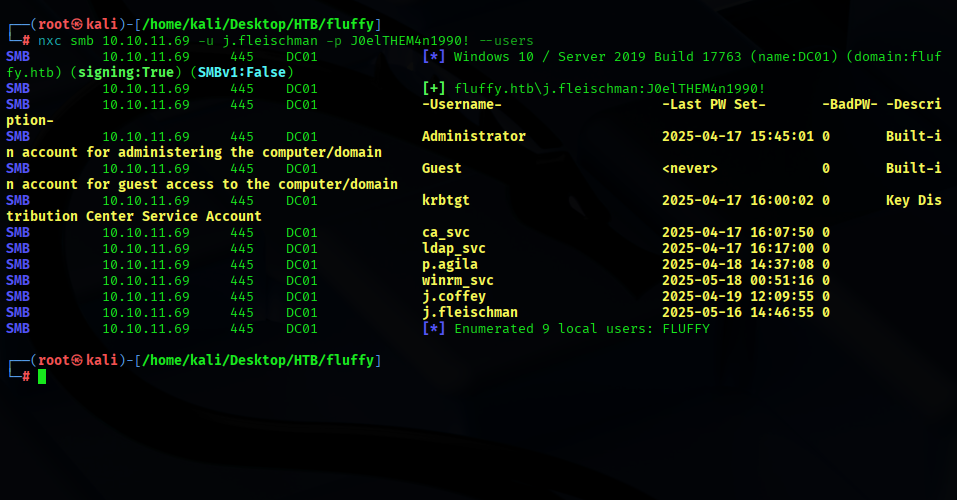 ┌──(root㉿kali)-[/home/kali/Desktop/HTB/fluffy]
└─# nxc smb 10.10.11.69 -u j.fleischman -p J0elTHEM4n1990! --users
SMB         10.10.11.69     445    DC01             [*] Windows 10 / Server 2019 Build 17763 (name:DC01) (domain:fluf
fy.htb) (signing:True) (SMBv1:False)
SMB         10.10.11.69     445    DC01             [+] fluffy.htb\j.fleischman:J0elTHEM4n1990!
SMB         10.10.11.69     445    DC01             -Username-                    -Last PW Set-       -BadPW- -Descri
ption-
SMB         10.10.11.69     445    DC01             Administrator                 2025-04-17 15:45:01 0       Built-i
n account for administering the computer/domain
SMB         10.10.11.69     445    DC01             Guest                         <never>             0       Built-i
n account for guest access to the computer/domain
SMB         10.10.11.69     445    DC01             krbtgt                        2025-04-17 16:00:02 0       Key Dis
tribution Center Service Account
SMB         10.10.11.69     445    DC01             ca_svc                        2025-04-17 16:07:50 0
SMB         10.10.11.69     445    DC01             ldap_svc                      2025-04-17 16:17:00 0
SMB         10.10.11.69     445    DC01             p.agila                       2025-04-18 14:37:08 0
SMB         10.10.11.69     445    DC01             winrm_svc                     2025-05-18 00:51:16 0
SMB         10.10.11.69     445    DC01             j.coffey                      2025-04-19 12:09:55 0
SMB         10.10.11.69     445    DC01             j.fleischman                  2025-05-16 14:46:55 0
SMB         10.10.11.69     445    DC01             [*] Enumerated 9 local users: FLUFFY
┌──(root㉿kali)-[/home/kali/Desktop/HTB/fluffy]
└─#